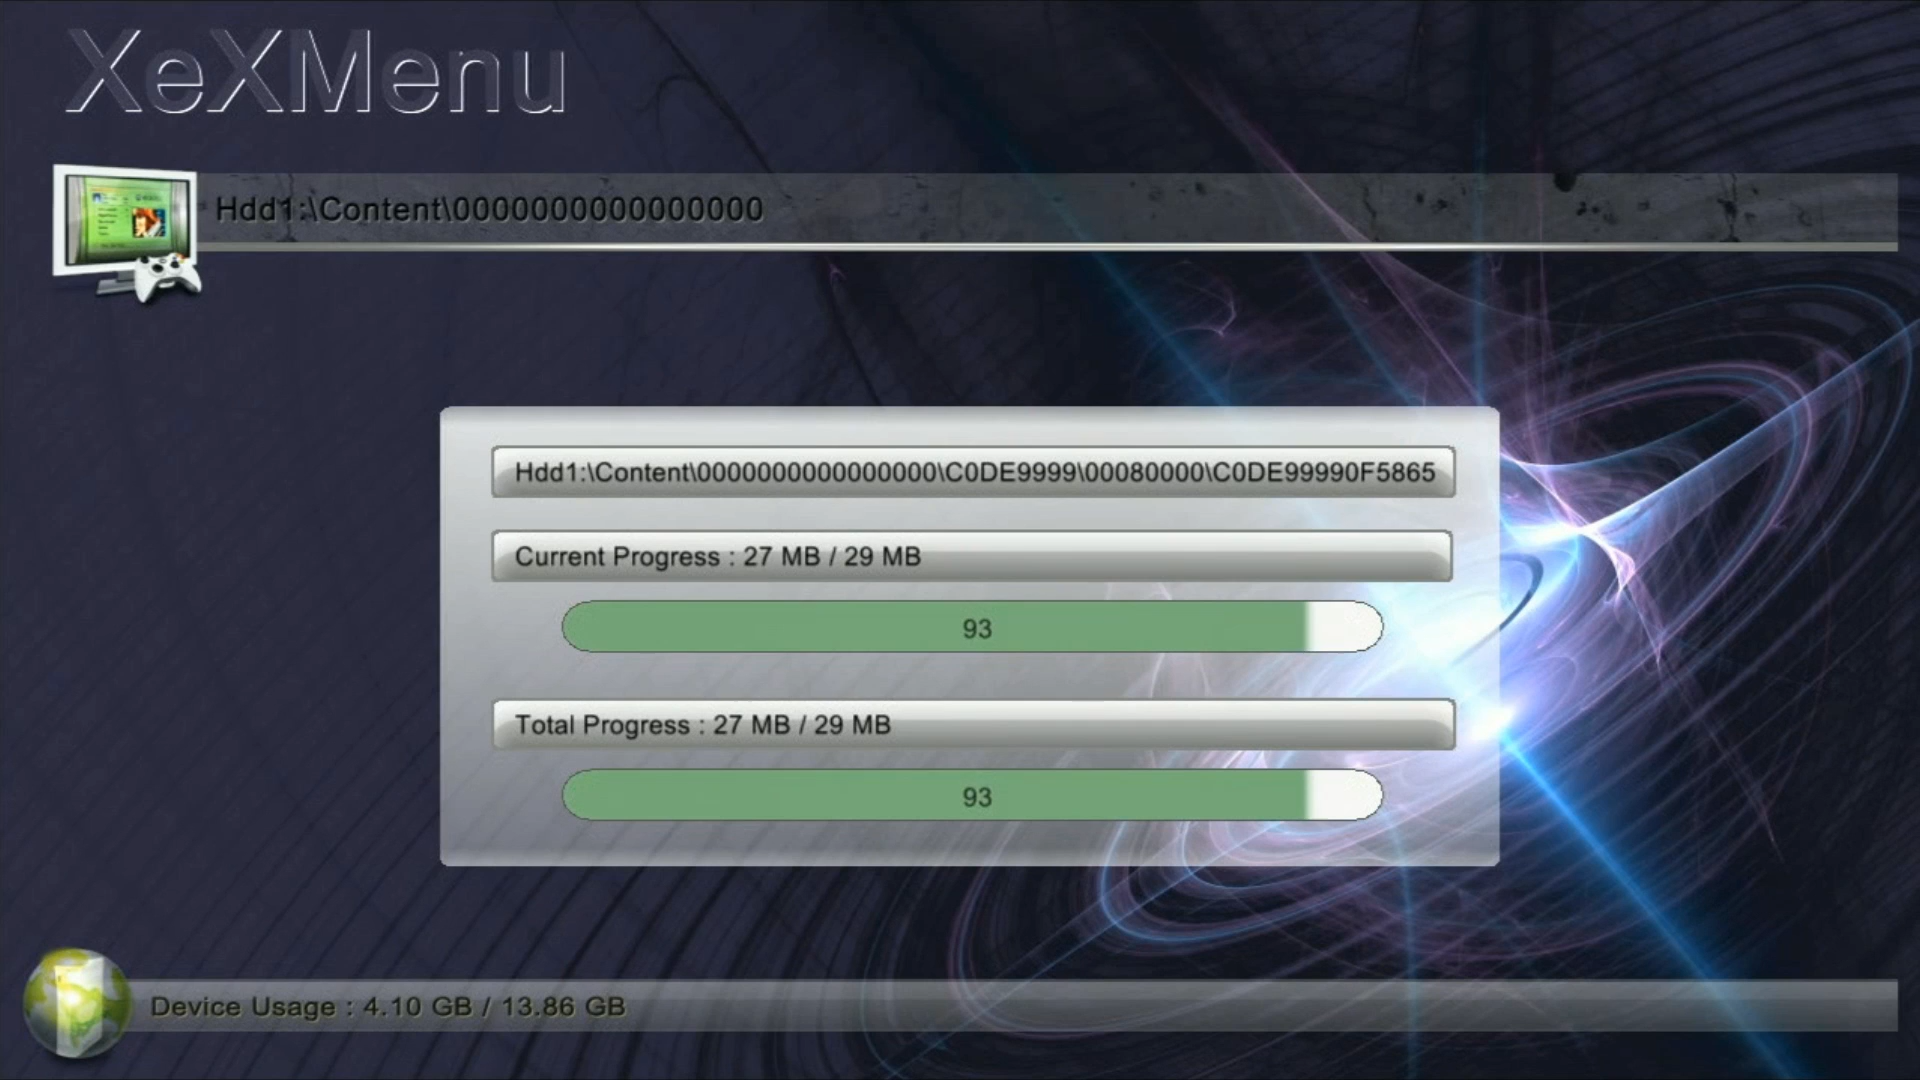 XeXMenu
Hdd1:\Content\0000000000000000
Hdd1:\Content\0000000000000000\C0DE9999\00080000\C0DE99990F5865
Current Progress : 27 MB / 29 MB
93
Total Progress : 27 MB / 29 MB
93
Device Usage : 4.10 GB / 13.86 GB